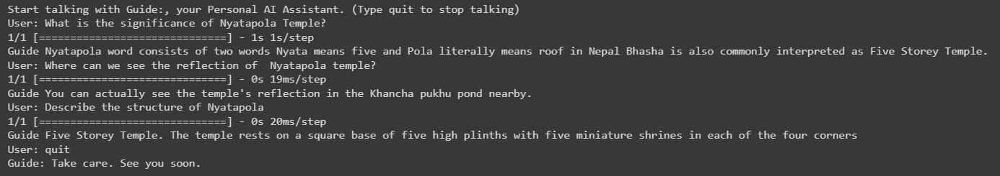 Start talking with Guide:, your Personal AI Assistant. (Type quit to stop talking)
User: What is the significance of Nyatapola Temple?
1/1 [==============================] - 1s 1s/step
Guide Nyatapola word consists of two words Nyata means five and Pola literally means roof in Nepal Bhasha is also commonly interpreted as Five Storey Temple.
User: Where can we see the reflection of  Nyatapola temple?
1/1 [==============================] - 0s 19ms/step
Guide You can actually see the temple's reflection in the Khancha pukhu pond nearby.
User: Describe the structure of Nyatapola
1/1 [==============================] - 0s 20ms/step
Guide Five Storey Temple. The temple rests on a square base of five high plinths with five miniature shrines in each of the four corners
User: quit
Guide: Take care. See you soon.